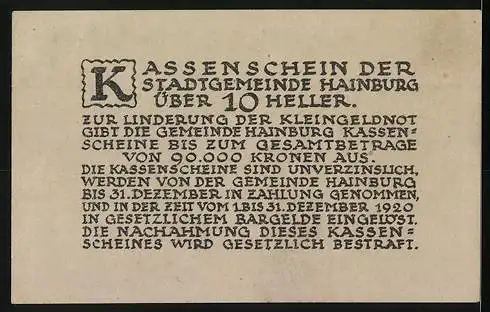 KASSENSCHEIN DER
STADTGEMEINDE HAINBURG
ÜBER 10 HELLER.
ZUR LINDERUNG DER KLEINGELDNOT
GIBT DIE GEMEINDE HAINBURG KASSEN=
SCHEINE BIS ZUM GESAMTBETRAGE
VON 90.000 KRONEN AUS.
DIE KASSENSCHEINE SIND UNVERZINSLICH,
WERDEN VON DER GEMEINDE HAINBURG
BIS 31. DEZEMBER IN ZAHLUNG GENOMMEN,
UND IN DER ZEIT VOM 1. BIS 31. DEZEMBER 1920
IN GESETZLICHEM BARGELDE EINGELÖST.
DIE NACHAHMUNG DIESES KASSEN=
SCHEINES WIRD GESETZLICH BESTRAFT.